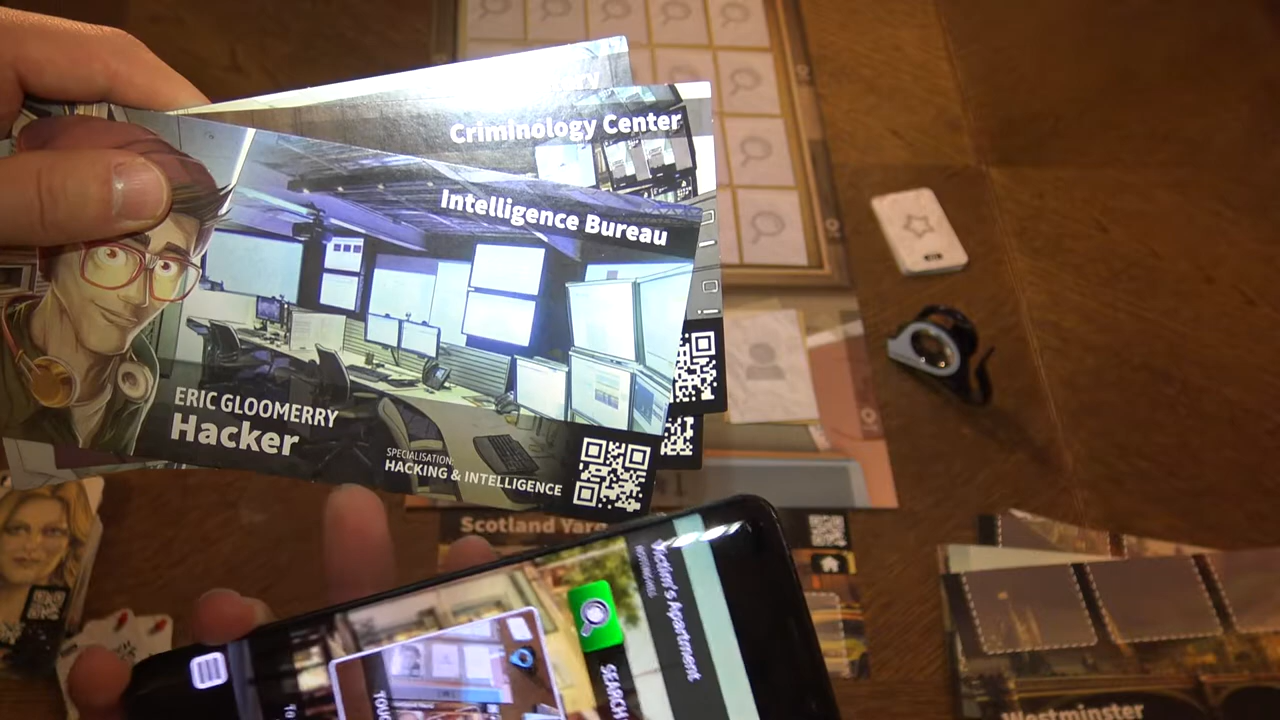 Criminology Center
Intelligence Bureau
ERIC GLOOMERRY
Hacker
SPECIALISATION:
HACKING & INTELLIGENCE
Scotland Yard
Victim's Apartment
SEARCH
Westminster